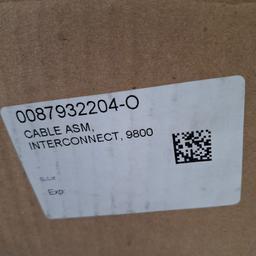 0087932204-O
CABLE ASM,
INTERCONNECT, 9800
Exp: